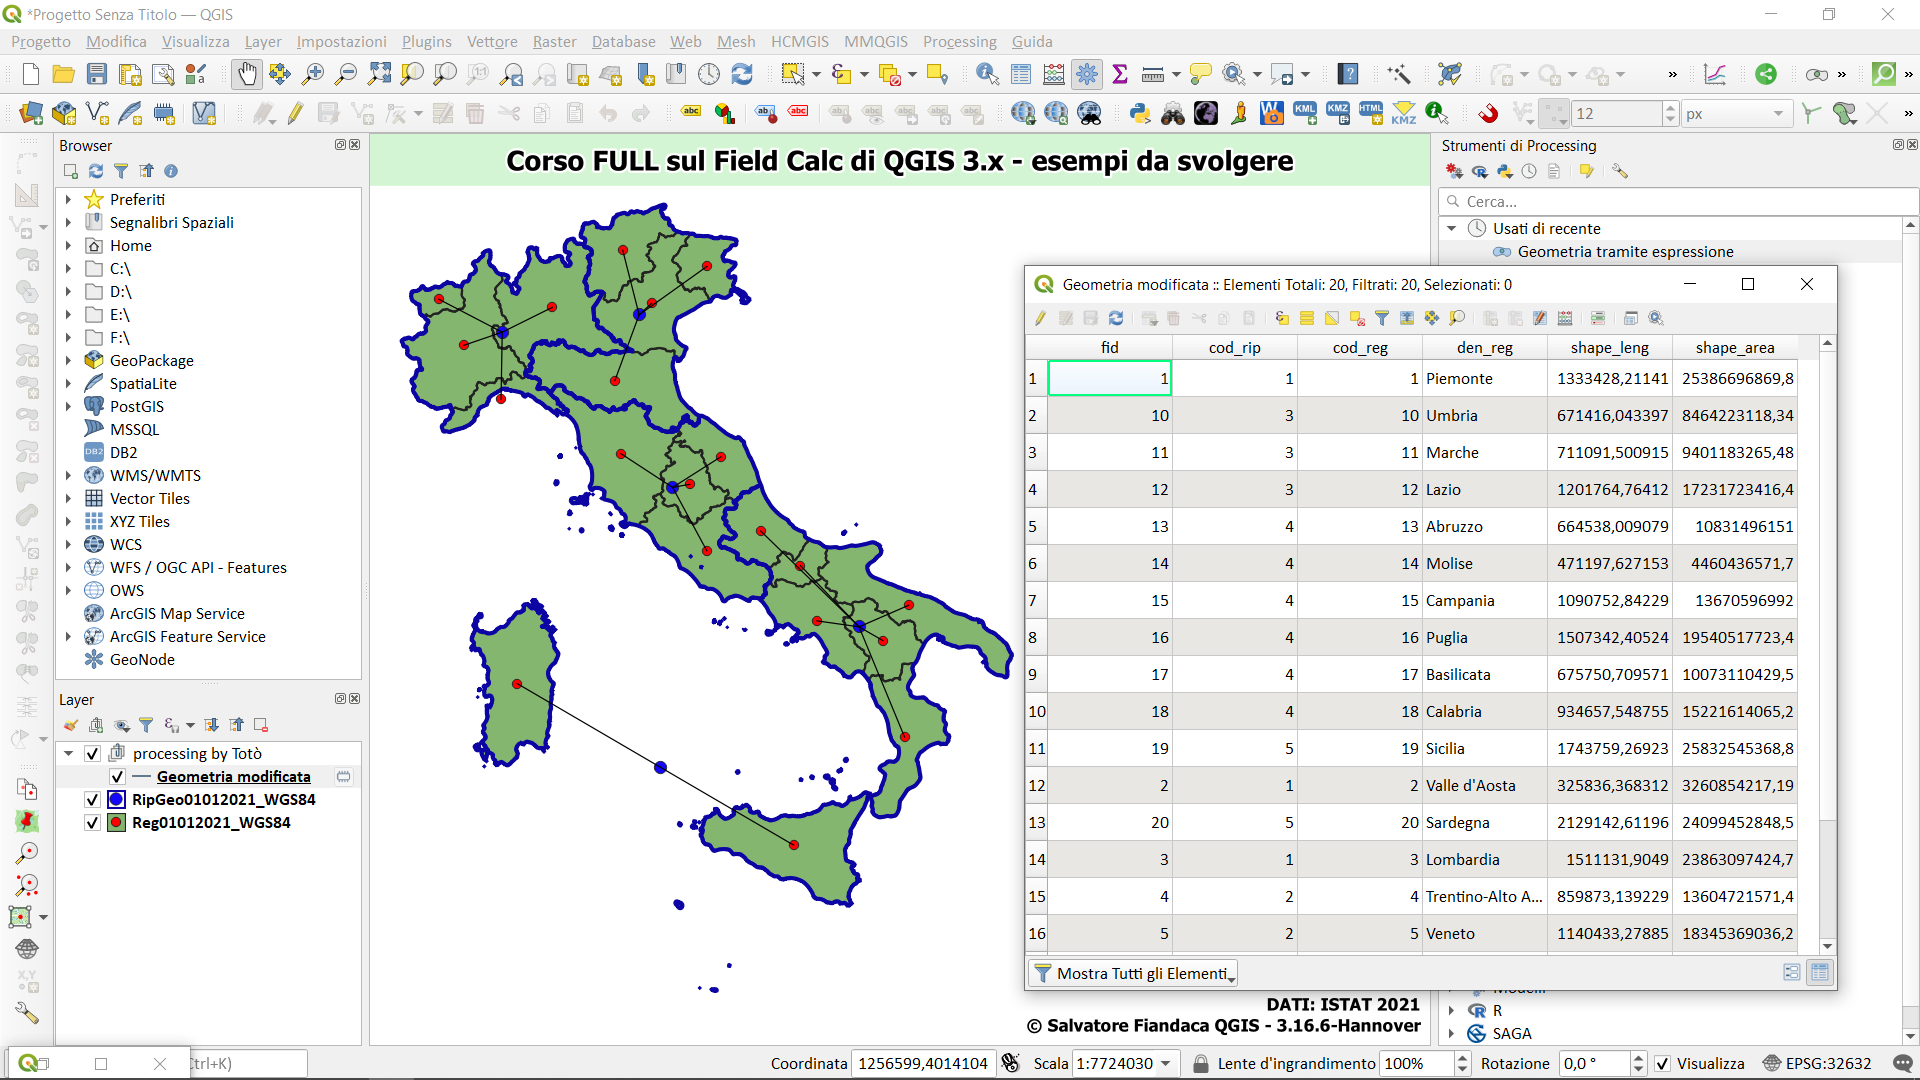 *Progetto Senza Titolo — QGIS
Progetto Modifica Visualizza Layer Impostazioni Plugins Vettore Raster Database Web Mesh HCMGIS MMQGIS Processing Guida
12 px
Browser
Preferiti
Segnalibri Spaziali
Home
C:\
D:\
E:\
F:\
GeoPackage
SpatiaLite
PostGIS
MSSQL
DB2
WMS/WMTS
Vector Tiles
XYZ Tiles
WCS
WFS / OGC API - Features
OWS
ArcGIS Map Service
ArcGIS Feature Service
GeoNode
Layer
processing by Totò
Geometria modificata
RipGeo01012021_WGS84
Reg01012021_WGS84
Corso FULL sul Field Calc di QGIS 3.x - esempi da svolgere
Strumenti di Processing
Cerca...
Usati di recente
Geometria tramite espressione
Geometria modificata :: Elementi Totali: 20, Filtrati: 20, Selezionati: 0
fid cod_rip cod_reg den_reg shape_leng shape_area
1 1 1 1 Piemonte 1333428,21141 25386696869,8
2 10 3 10 Umbria 671416,043397 8464223118,34
3 11 3 11 Marche 711091,500915 9401183265,48
4 12 3 12 Lazio 1201764,76412 17231723416,4
5 13 4 13 Abruzzo 664538,009079 10831496151
6 14 4 14 Molise 471197,627153 4460436571,7
7 15 4 15 Campania 1090752,84229 13670596992
8 16 4 16 Puglia 1507342,40524 19540517723,4
9 17 4 17 Basilicata 675750,709571 10073110429,5
10 18 4 18 Calabria 934657,548755 15221614065,2
11 19 5 19 Sicilia 1743759,26923 25832545368,8
12 2 1 2 Valle d'Aosta 325836,368312 3260854217,19
13 20 5 20 Sardegna 2129142,61196 24099452848,5
14 3 1 3 Lombardia 1511131,9049 23863097424,7
15 4 2 4 Trentino-Alto A... 859873,139229 13604721571,4
16 5 2 5 Veneto 1140433,27885 18345369036,2
Mostra Tutti gli Elementi
Modelli
R
SAGA
DATI: ISTAT 2021
© Salvatore Fiandaca QGIS - 3.16.6-Hannover
Ctrl+K)
Coordinata 1256599,4014104 Scala 1:7724030 Lente d'ingrandimento 100% Rotazione 0,0 ° Visualizza EPSG:32632